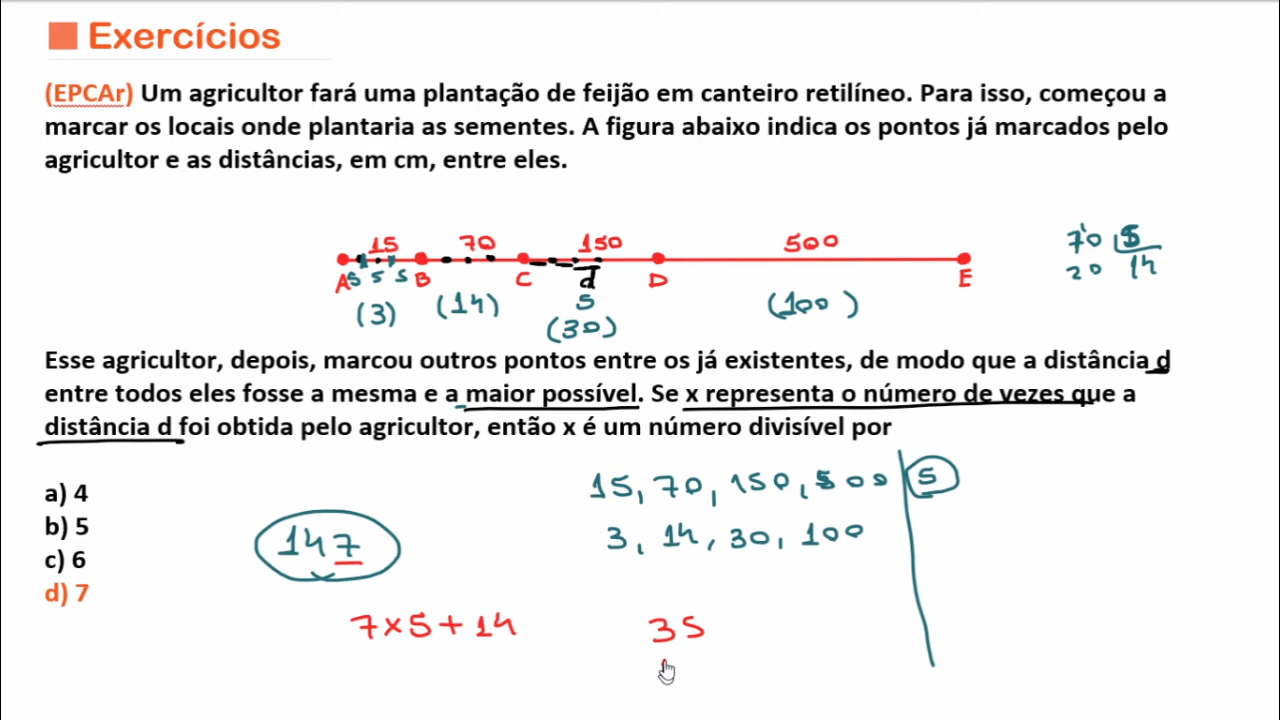 Exercícios
(EPCAr) Um agricultor fará uma plantação de feijão em canteiro retilíneo. Para isso, começou a
marcar os locais onde plantaria as sementes. A figura abaixo indica os pontos já marcados pelo
agricultor e as distâncias, em cm, entre eles.
15 70 150 500
70 5
A 5 5 5 B C d D E
20 14
5
(3) (14) (30) (100)
Esse agricultor, depois, marcou outros pontos entre os já existentes, de modo que a distância d
entre todos eles fosse a mesma e a maior possível. Se x representa o número de vezes que a
distância d foi obtida pelo agricultor, então x é um número divisível por
15, 70, 150, 500 5
a) 4
b) 5
3, 14, 30, 100
147
c) 6
d) 7
7x5+14 35